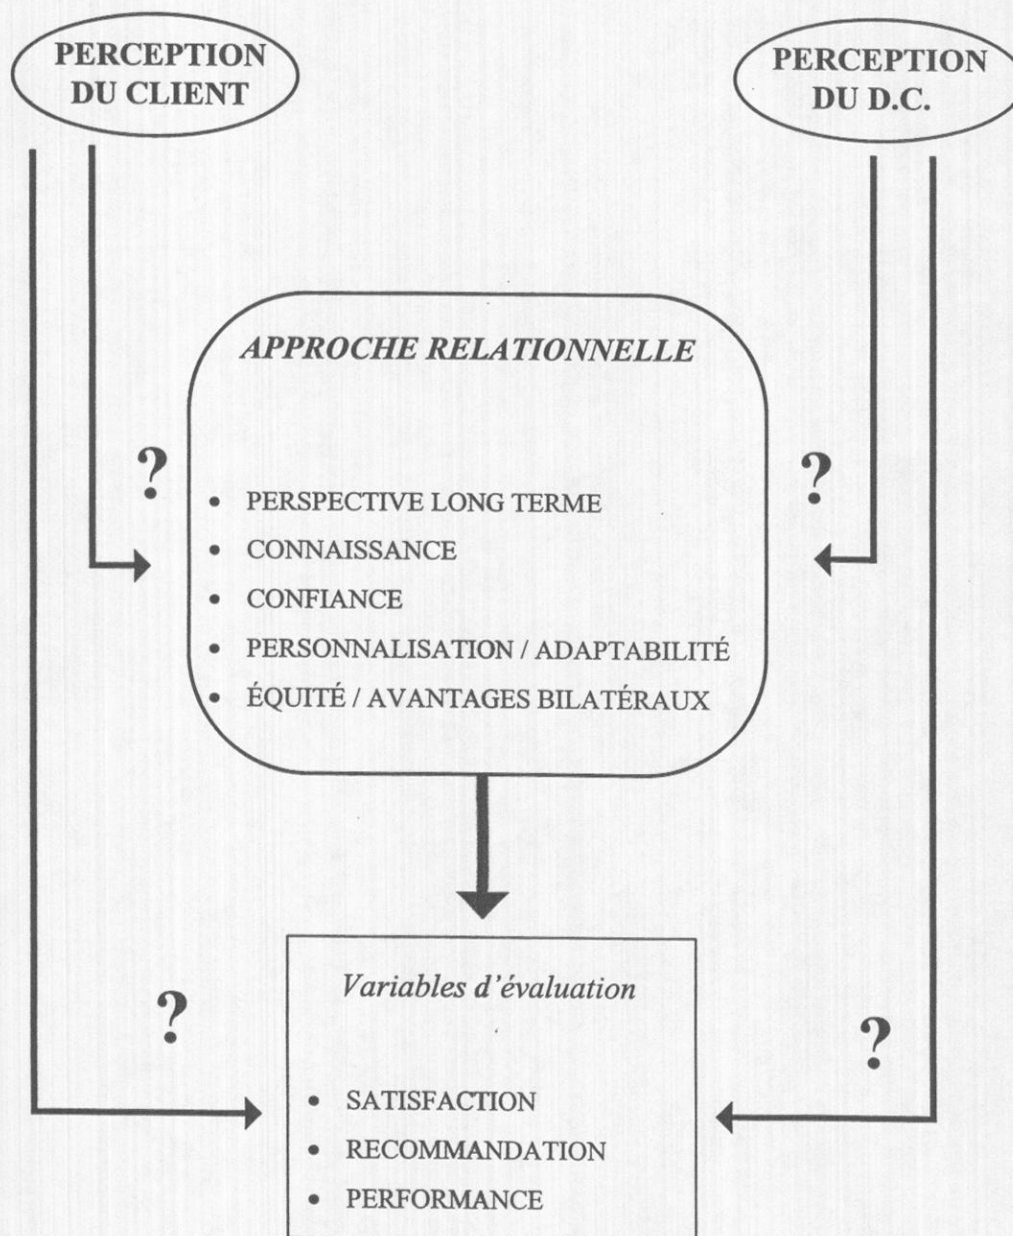 PERCEPTION
DU CLIENT
PERCEPTION
DU D.C.
APPROCHE RELATIONNELLE
?
?
• PERSPECTIVE LONG TERME
• CONNAISSANCE
• CONFIANCE
• PERSONNALISATION / ADAPTABILITÉ
• ÉQUITÉ / AVANTAGES BILATÉRAUX
Variables d'évaluation
?
?
• SATISFACTION
• RECOMMANDATION
• PERFORMANCE